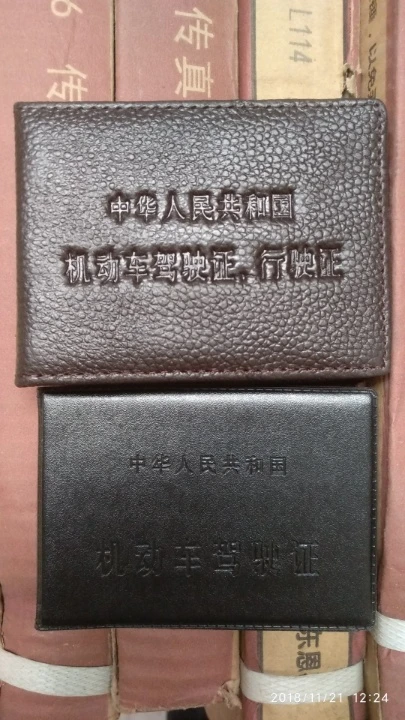 6 传
传真
L114
中华人民共和国
机动车驾驶证、行驶证
中华人民共和国
机动车驾驶证
2018/11/21 12:24